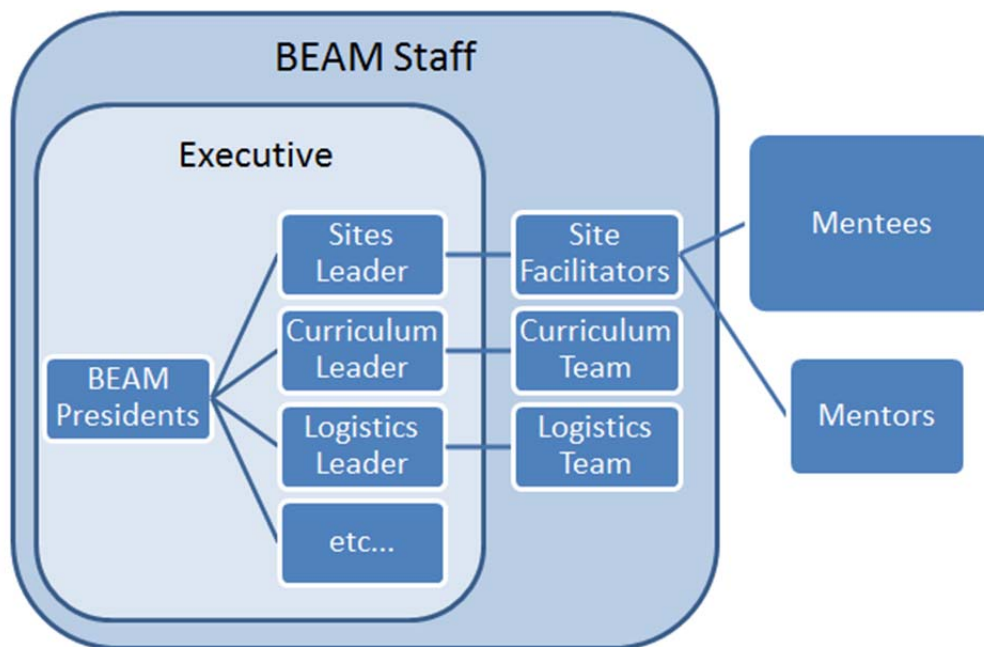 BEAM Staff
Executive
BEAM
Presidents
Sites
Leader
Curriculum
Leader
Logistics
Leader
etc...
Site
Facilitators
Curriculum
Team
Logistics
Team
Mentees
Mentors